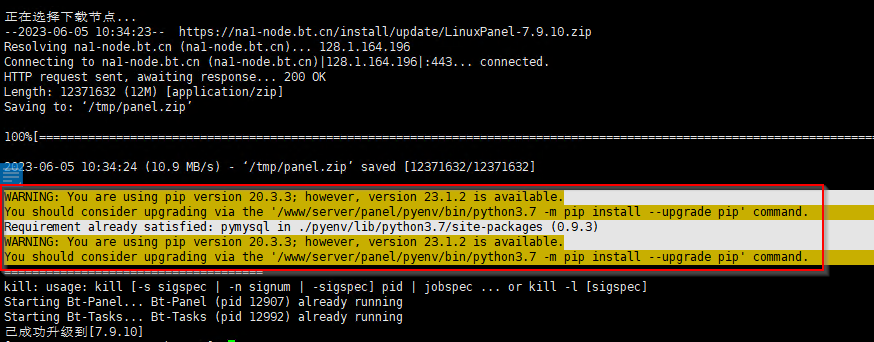 正在选择下载节点...
--2023-06-05 10:34:23--  https://na1-node.bt.cn/install/update/LinuxPanel-7.9.10.zip
Resolving na1-node.bt.cn (na1-node.bt.cn)... 128.1.164.196
Connecting to na1-node.bt.cn (na1-node.bt.cn)|128.1.164.196|:443... connected.
HTTP request sent, awaiting response... 200 OK
Length: 12371632 (12M) [application/zip]
Saving to: ‘/tmp/panel.zip’
100%[==========================================================================================================================
2023-06-05 10:34:24 (10.9 MB/s) - ‘/tmp/panel.zip’ saved [12371632/12371632]
WARNING: You are using pip version 20.3.3; however, version 23.1.2 is available.
You should consider upgrading via the '/www/server/panel/pyenv/bin/python3.7 -m pip install --upgrade pip' command.
Requirement already satisfied: pymysql in ./pyenv/lib/python3.7/site-packages (0.9.3)
WARNING: You are using pip version 20.3.3; however, version 23.1.2 is available.
You should consider upgrading via the '/www/server/panel/pyenv/bin/python3.7 -m pip install --upgrade pip' command.
=====================================
kill: usage: kill [-s sigspec | -n signum | -sigspec] pid | jobspec ... or kill -l [sigspec]
Starting Bt-Panel... Bt-Panel (pid 12907) already running
Starting Bt-Tasks... Bt-Tasks (pid 12992) already running
已成功升级到[7.9.10]